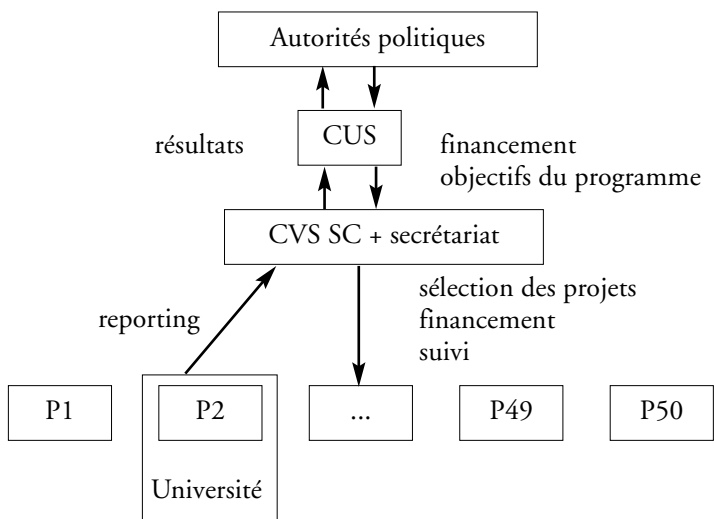 Autorités politiques
résultats
CUS
financement
objectifs du programme
CVS SC + secrétariat
reporting
sélection des projets
financement
suivi
P1
P2
...
P49
P50
Université